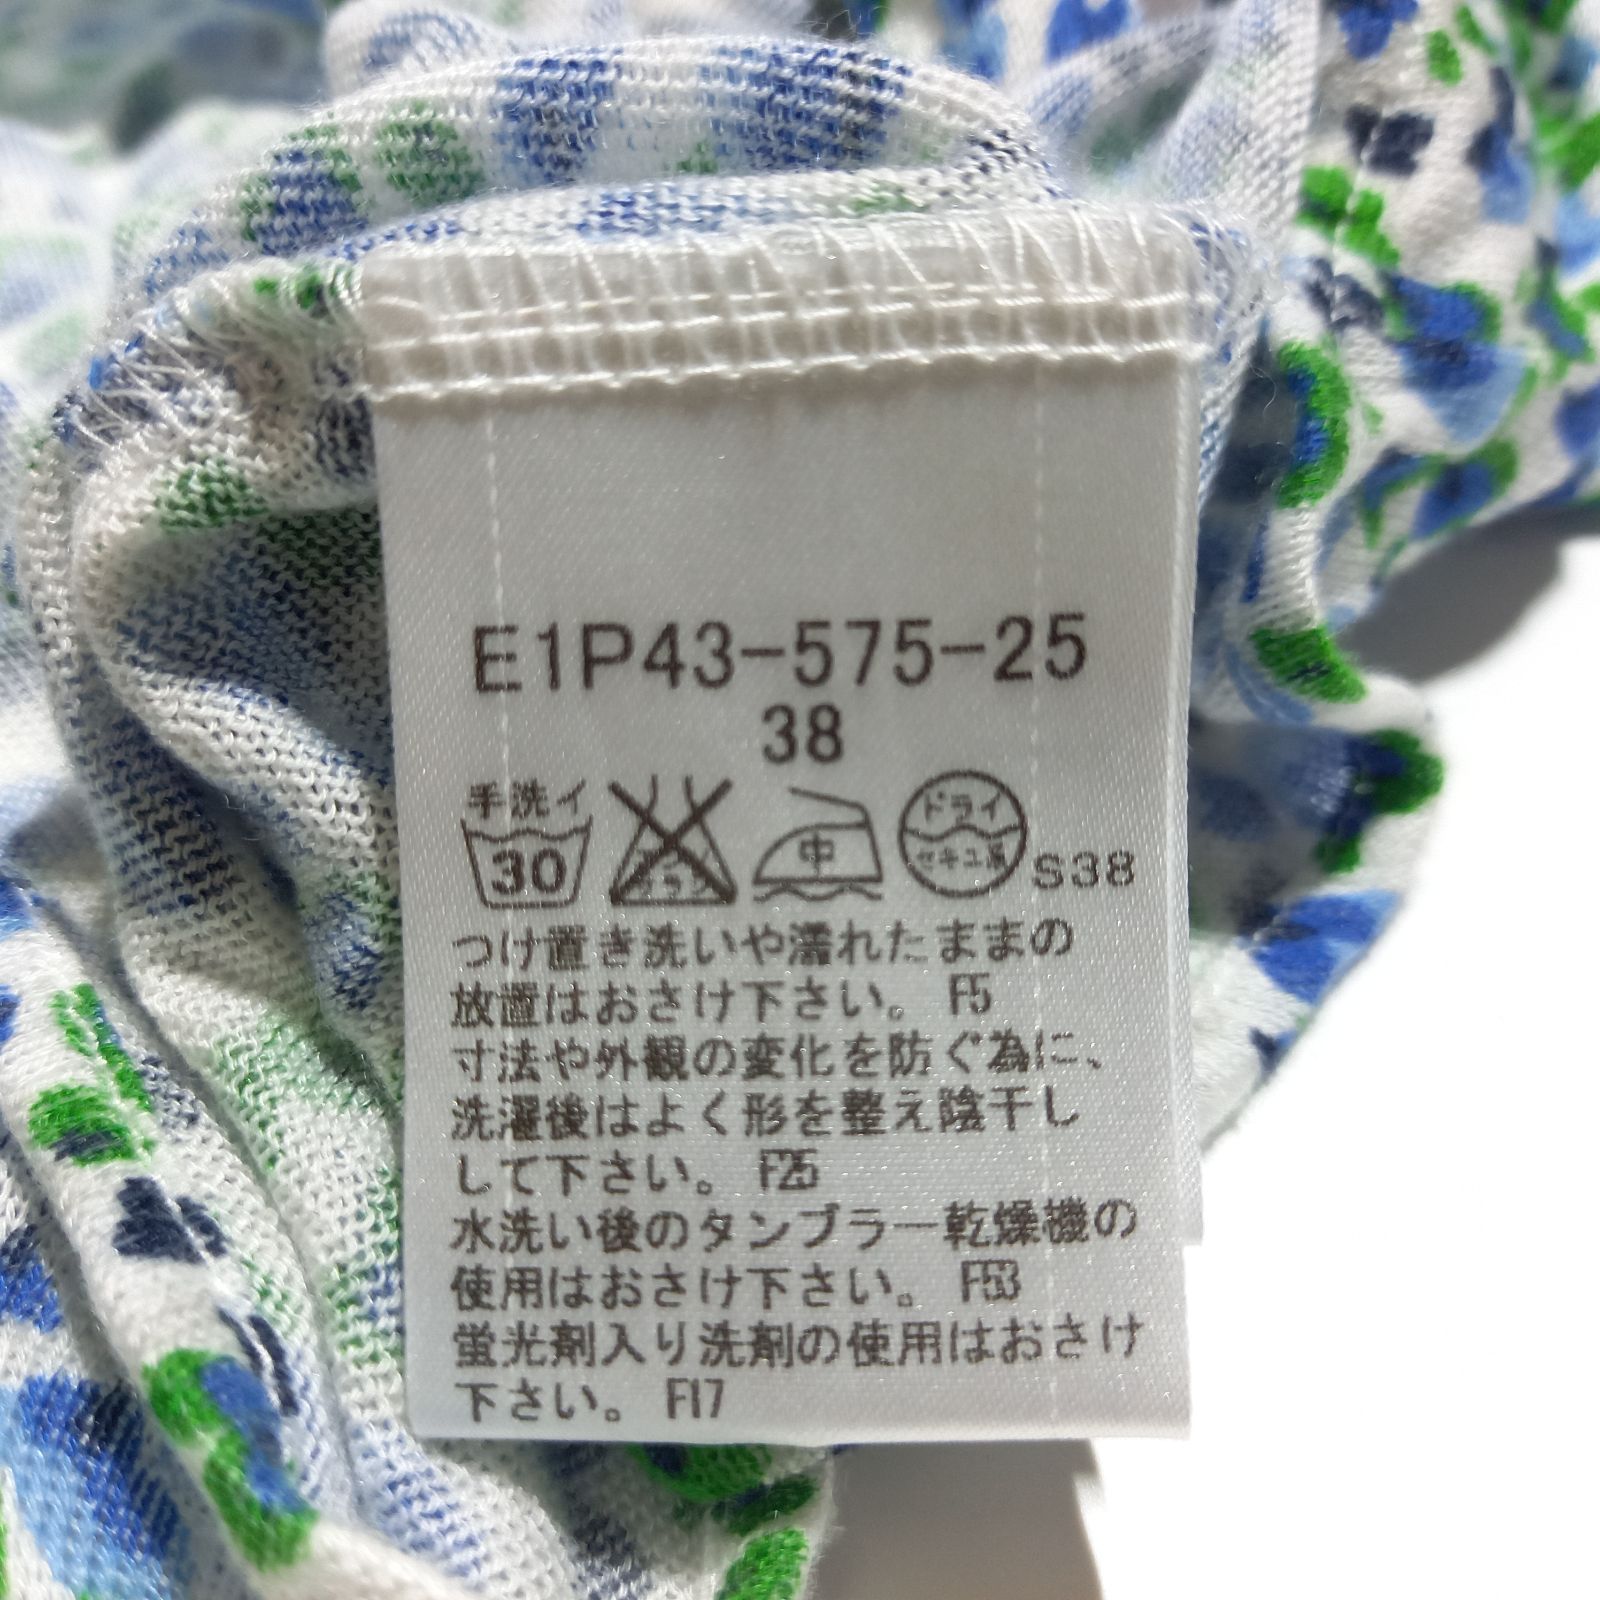 E1P43-575-25
38
手洗イ
30
中
ドライ
セキユ系
S38
つけ置き洗いや濡れたままの
放置はおさけ下さい。 F5
寸法や外観の変化を防ぐ為に、
洗濯後はよく形を整え陰干し
して下さい。 F25
水洗い後のタンブラー乾燥機の
使用はおさけ下さい。 F53
蛍光剤入り洗剤の使用はおさけ
下さい。 F17